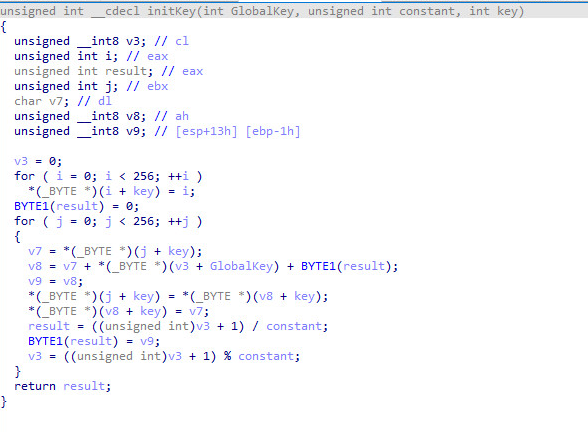 unsigned int __cdecl initKey(int GlobalKey, unsigned int constant, int key)
{
  unsigned __int8 v3; // cl
  unsigned int i; // eax
  unsigned int result; // eax
  unsigned int j; // ebx
  char v7; // dl
  unsigned __int8 v8; // ah
  unsigned __int8 v9; // [esp+13h] [ebp-1h]

  v3 = 0;
  for ( i = 0; i < 256; ++i )
    *(_BYTE *)(i + key) = i;
  BYTE1(result) = 0;
  for ( j = 0; j < 256; ++j )
  {
    v7 = *(_BYTE *)(j + key);
    v8 = v7 + *(_BYTE *)(v3 + GlobalKey) + BYTE1(result);
    v9 = v8;
    *(_BYTE *)(j + key) = *(_BYTE *)(v8 + key);
    *(_BYTE *)(v8 + key) = v7;
    result = ((unsigned int)v3 + 1) / constant;
    BYTE1(result) = v9;
    v3 = ((unsigned int)v3 + 1) % constant;
  }
  return result;
}